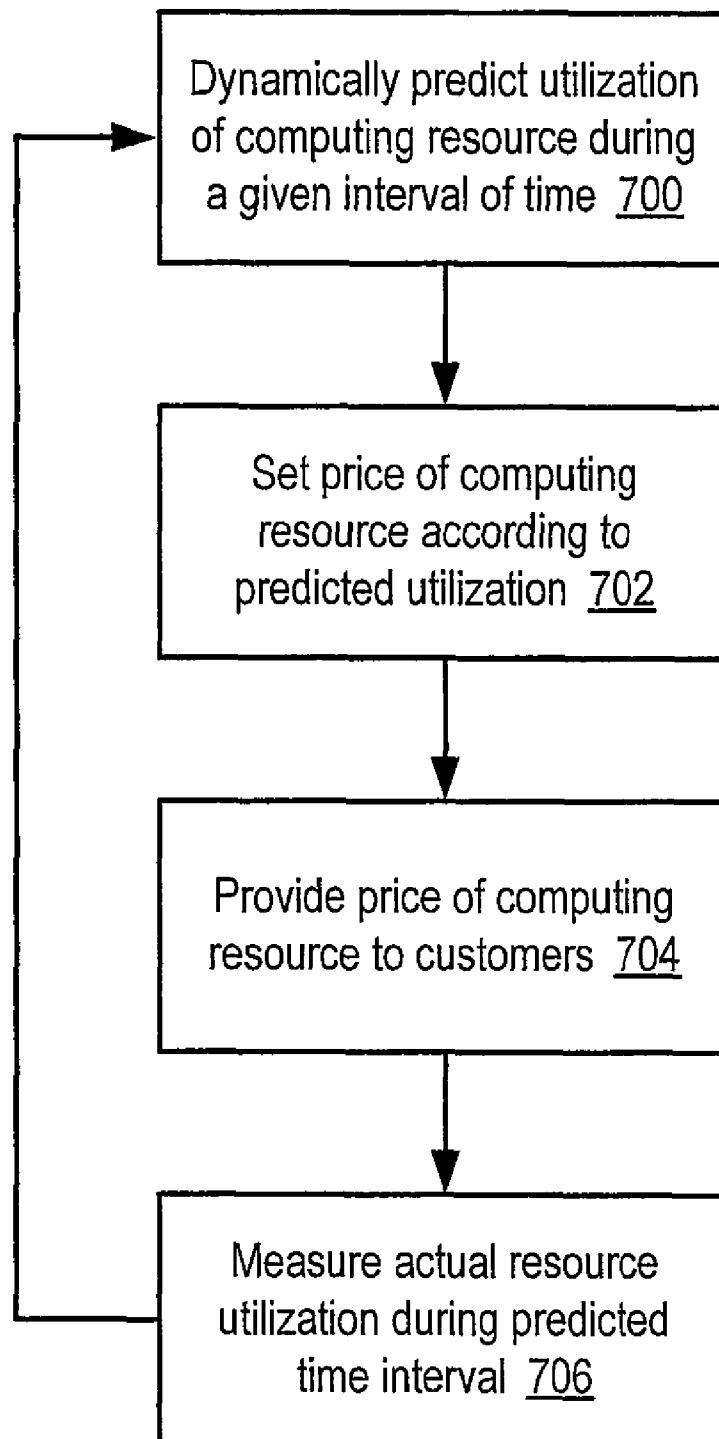 Dynamically predict utilization
of computing resource during
a given interval of time 700
Set price of computing
resource according to
predicted utilization 702
Provide price of computing
resource to customers 704
Measure actual resource
utilization during predicted
time interval 706